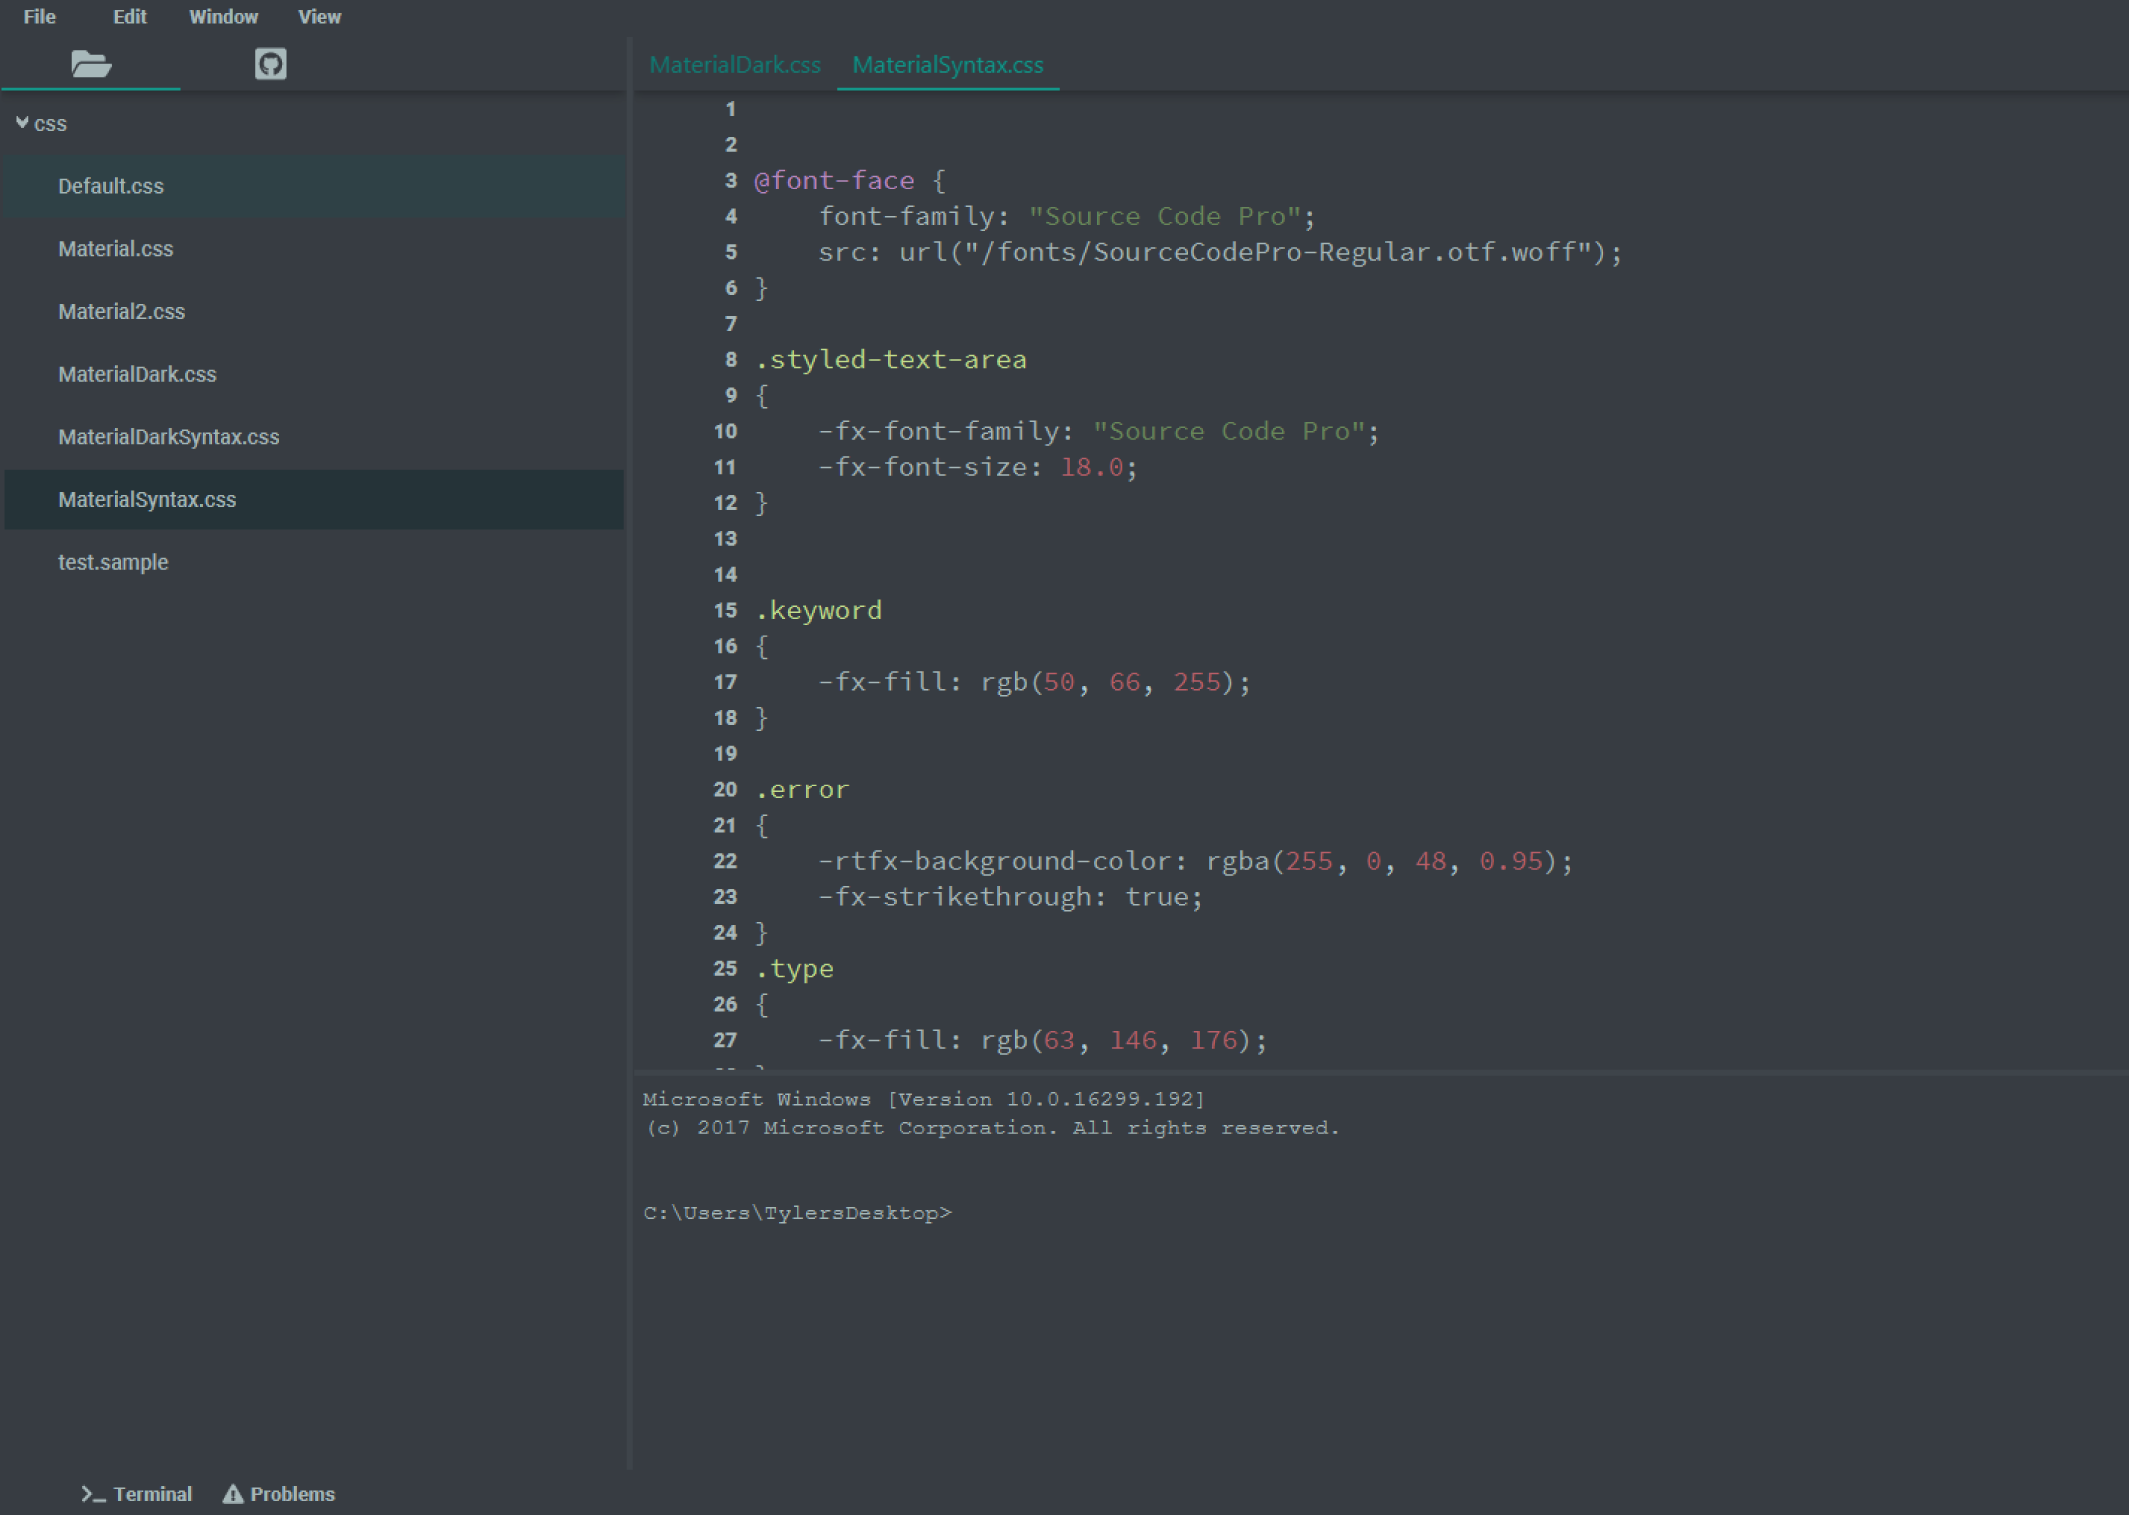 File Edit Window View
MaterialDark.css MaterialSyntax.css
css
Default.css
Material.css
Material2.css
MaterialDark.css
MaterialDarkSyntax.css
MaterialSyntax.css
test.sample
1
2
3 @font-face {
4     font-family: "Source Code Pro";
5     src: url("/fonts/SourceCodePro-Regular.otf.woff");
6 }
7
8 .styled-text-area
9 {
10     -fx-font-family: "Source Code Pro";
11     -fx-font-size: 18.0;
12 }
13
14
15 .keyword
16 {
17     -fx-fill: rgb(50, 66, 255);
18 }
19
20 .error
21 {
22     -rtfx-background-color: rgba(255, 0, 48, 0.95);
23     -fx-strikethrough: true;
24 }
25 .type
26 {
27     -fx-fill: rgb(63, 146, 176);
Microsoft Windows [Version 10.0.16299.192]
(c) 2017 Microsoft Corporation. All rights reserved.
C:\Users\TylersDesktop>
Terminal Problems